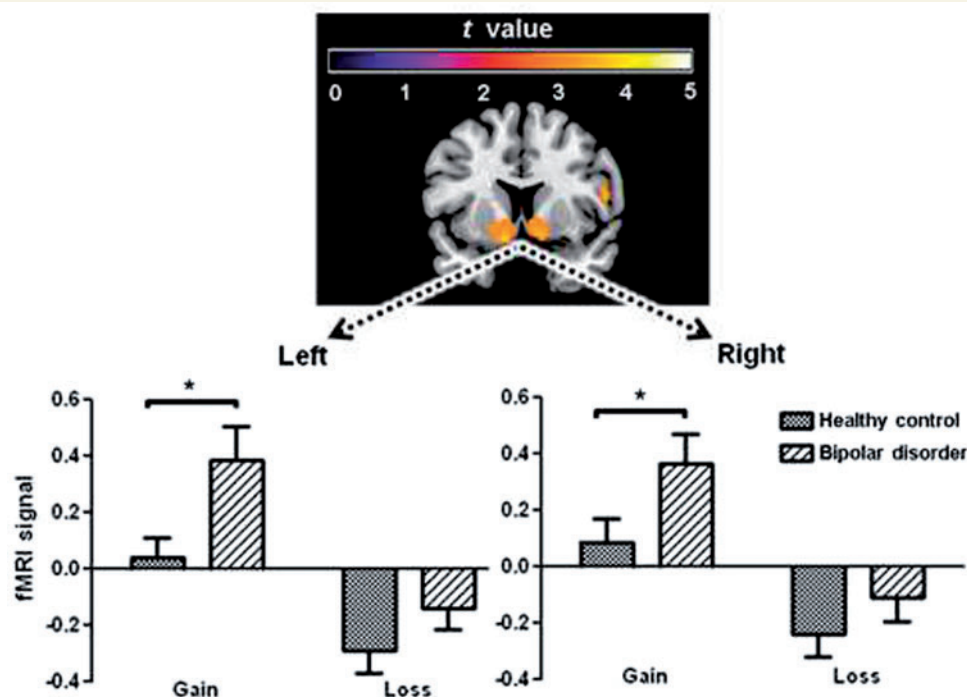 t value
0 1 2 3 4 5
Left
Right
*
0.6
0.4
0.2
0.0
-0.2
-0.4
fMRI signal
Gain
Loss
*
0.6
0.4
0.2
0.0
-0.2
-0.4
Gain
Loss
Healthy control
Bipolar disorder